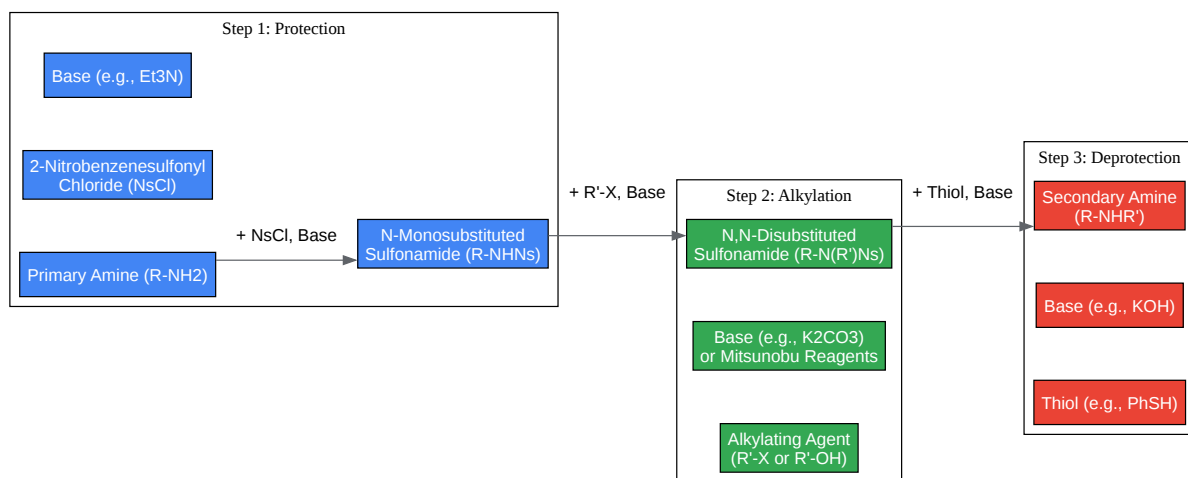 Step 1: Protection
Base (e.g., Et3N)
2-Nitrobenzenesulfonyl
Chloride (NsCl)
Primary Amine (R-NH2)
+ NsCl, Base
N-Monosubstituted
Sulfonamide (R-NHNs)
+ R'-X, Base
Step 2: Alkylation
N,N-Disubstituted
Sulfonamide (R-N(R')Ns)
Base (e.g., K2CO3)
or Mitsunobu Reagents
Alkylating Agent
(R'-X or R'-OH)
+ Thiol, Base
Step 3: Deprotection
Secondary Amine
(R-NHR')
Base (e.g., KOH)
Thiol (e.g., PhSH)